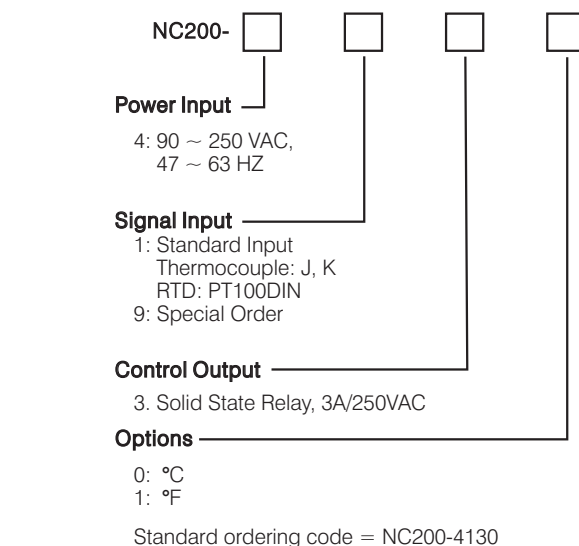 NC200-
Power Input
4: 90 ~ 250 VAC,
47 ~ 63 HZ
Signal Input
1: Standard Input
Thermocouple: J, K
RTD: PT100DIN
9: Special Order
Control Output
3. Solid State Relay, 3A/250VAC
Options
0: °C
1: °F
Standard ordering code = NC200-4130